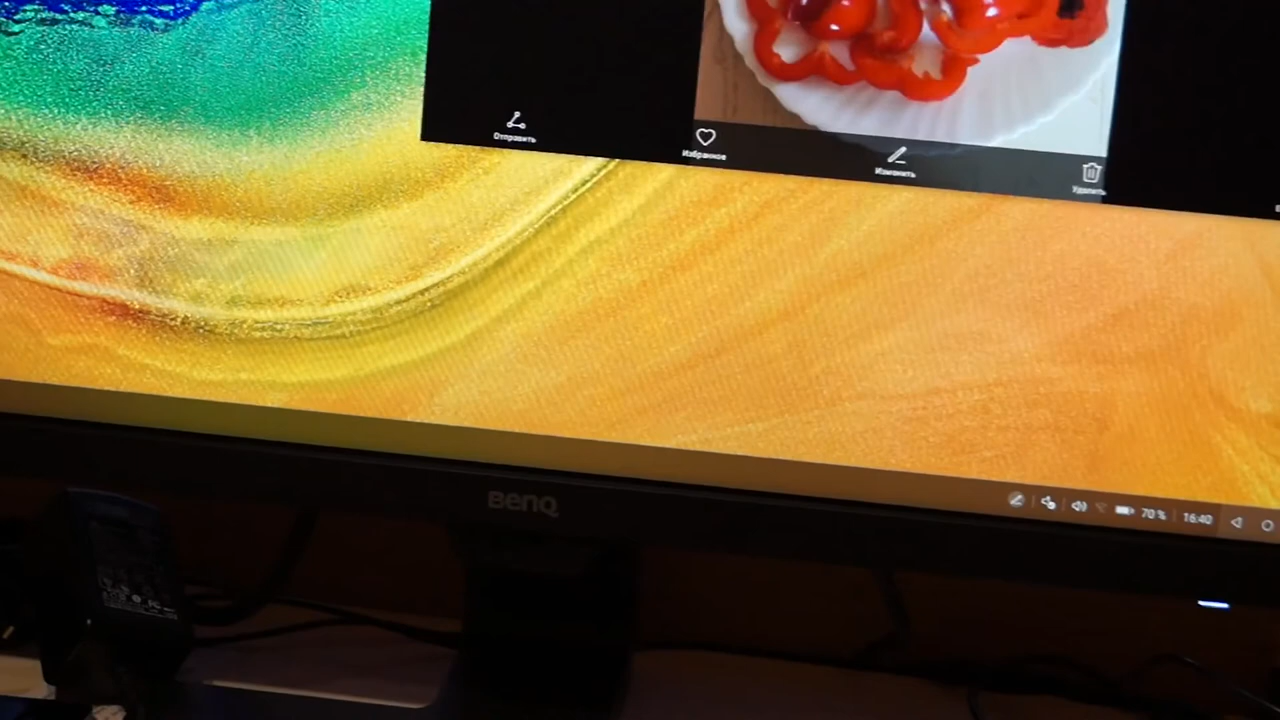 Отправить
Избранное
Изменить
Удалить
BenQ
70 %
16:40